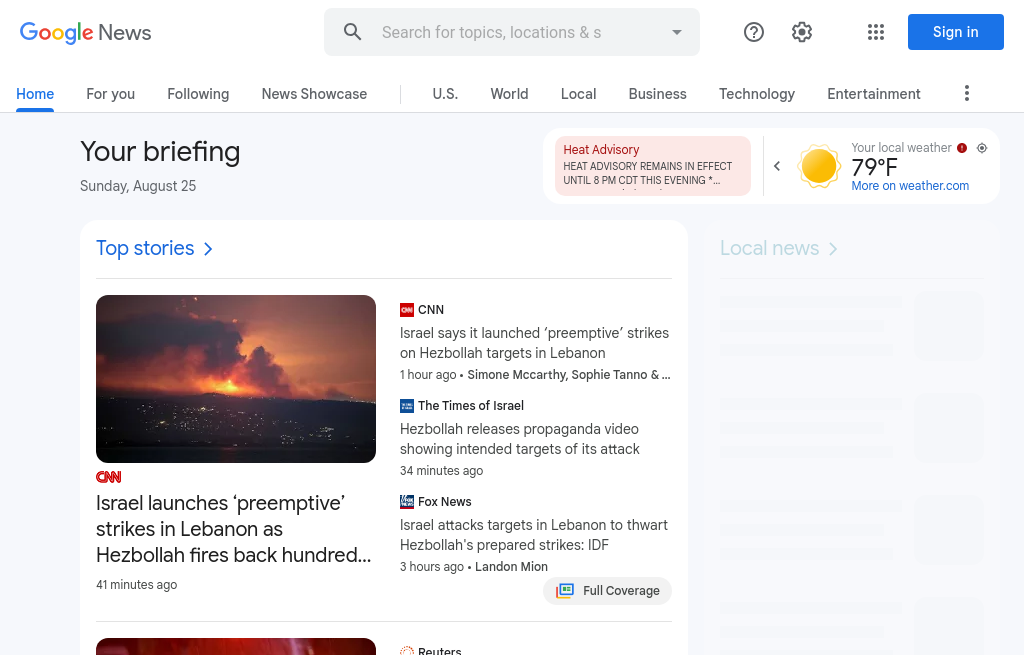 Google News
Search for topics, locations & s
Sign in
Home
For you
Following
News Showcase
U.S.
World
Local
Business
Technology
Entertainment
Your briefing
Sunday, August 25
Heat Advisory
HEAT ADVISORY REMAINS IN EFFECT
UNTIL 8 PM CDT THIS EVENING *...
Your local weather
79°F
More on weather.com
Top stories
CNN
Israel launches ‘preemptive’
strikes in Lebanon as
Hezbollah fires back hundred...
41 minutes ago
CNN
CNN
Israel says it launched ‘preemptive’ strikes
on Hezbollah targets in Lebanon
1 hour ago • Simone Mccarthy, Sophie Tanno & ...
The Times of Israel
Hezbollah releases propaganda video
showing intended targets of its attack
34 minutes ago
Fox News
Israel attacks targets in Lebanon to thwart
Hezbollah's prepared strikes: IDF
3 hours ago • Landon Mion
Full Coverage
Reuters
Local news